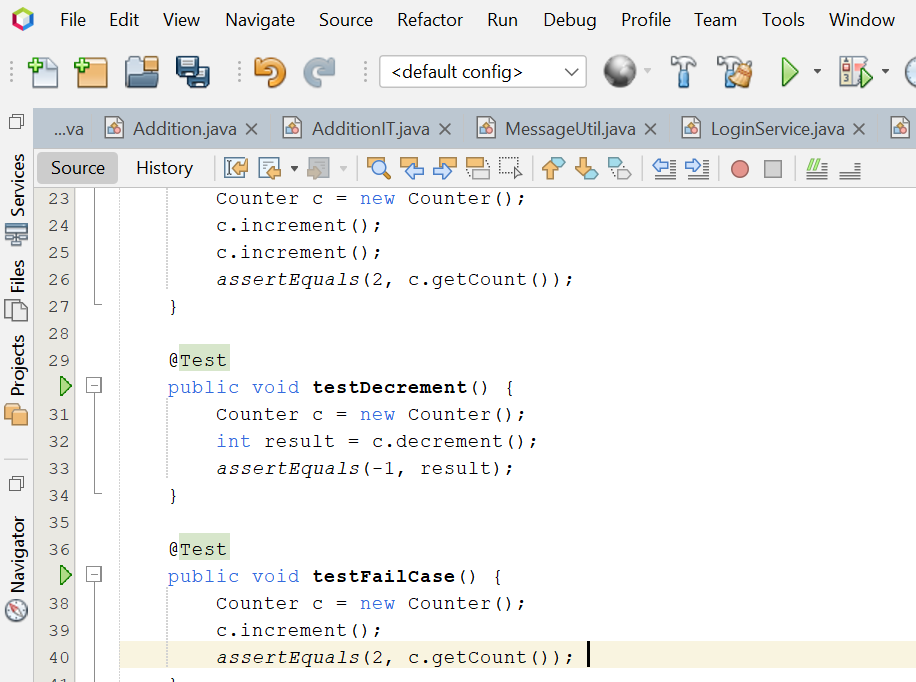 File Edit View Navigate Source Refactor Run Debug Profile Team Tools Window
<default config>
...va Addition.java AdditionIT.java MessageUtil.java LoginService.java
Source History
Services
Files
Projects
Navigator
23 Counter c = new Counter();
24 c.increment();
25 c.increment();
26 assertEquals(2, c.getCount());
27 }
28
29 @Test
public void testDecrement() {
31 Counter c = new Counter();
32 int result = c.decrement();
33 assertEquals(-1, result);
34 }
35
36 @Test
public void testFailCase() {
38 Counter c = new Counter();
39 c.increment();
40 assertEquals(2, c.getCount());